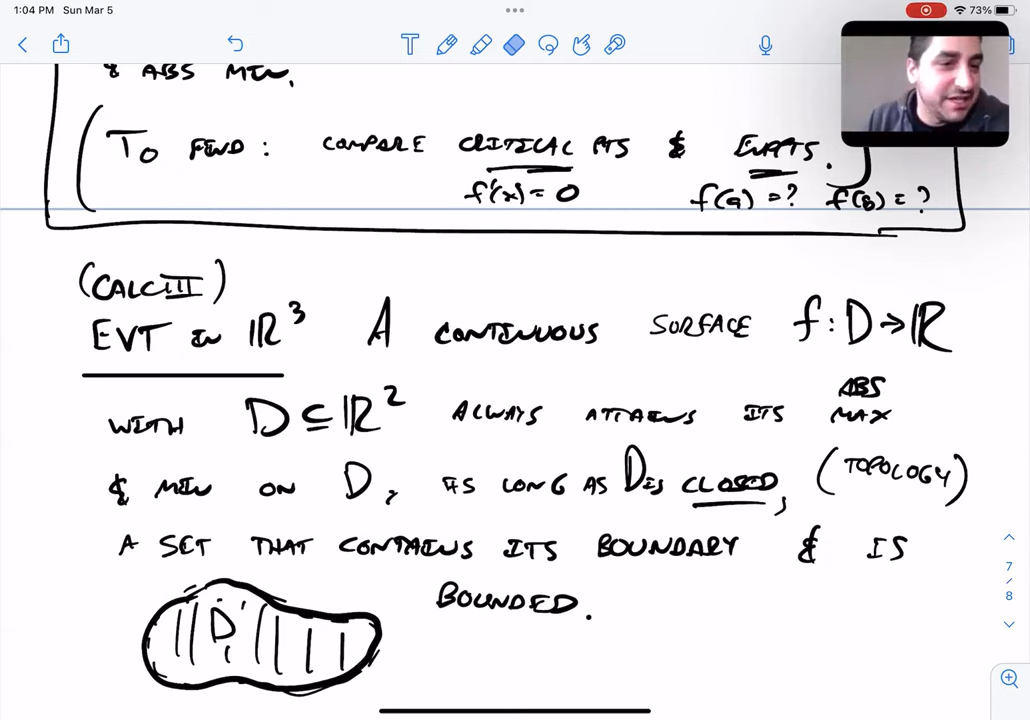 1:04 PM Sun Mar 5
73%
& ABS MIN.
To FIND: COMPARE CRITICAL PTS & ENDPTS.
f'(x) = 0 f(a) = ? f(b) = ?
(CALC III)
EVT IN ℝ³ A CONTINUOUS SURFACE f: D → ℝ
WITH D ⊆ ℝ² ALWAYS ATTAINS ITS ABS MAX
& MIN ON D, AS LONG AS D IS CLOSED, (TOPOLOGY)
A SET THAT CONTAINS ITS BOUNDARY & IS
BOUNDED.
D
7
/
8
T